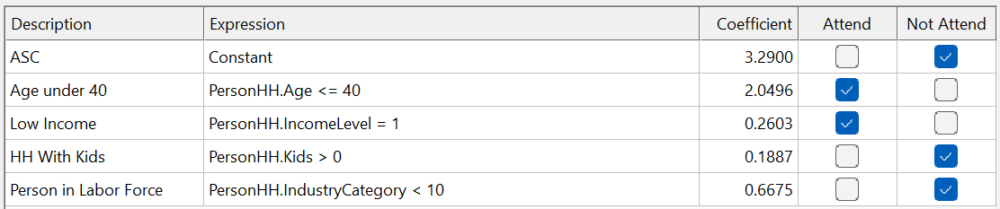 Description Expression Coefficient Attend Not Attend
ASC Constant 3.2900
Age under 40 PersonHH.Age <= 40 2.0496
Low Income PersonHH.IncomeLevel = 1 0.2603
HH With Kids PersonHH.Kids > 0 0.1887
Person in Labor Force PersonHH.IndustryCategory < 10 0.6675